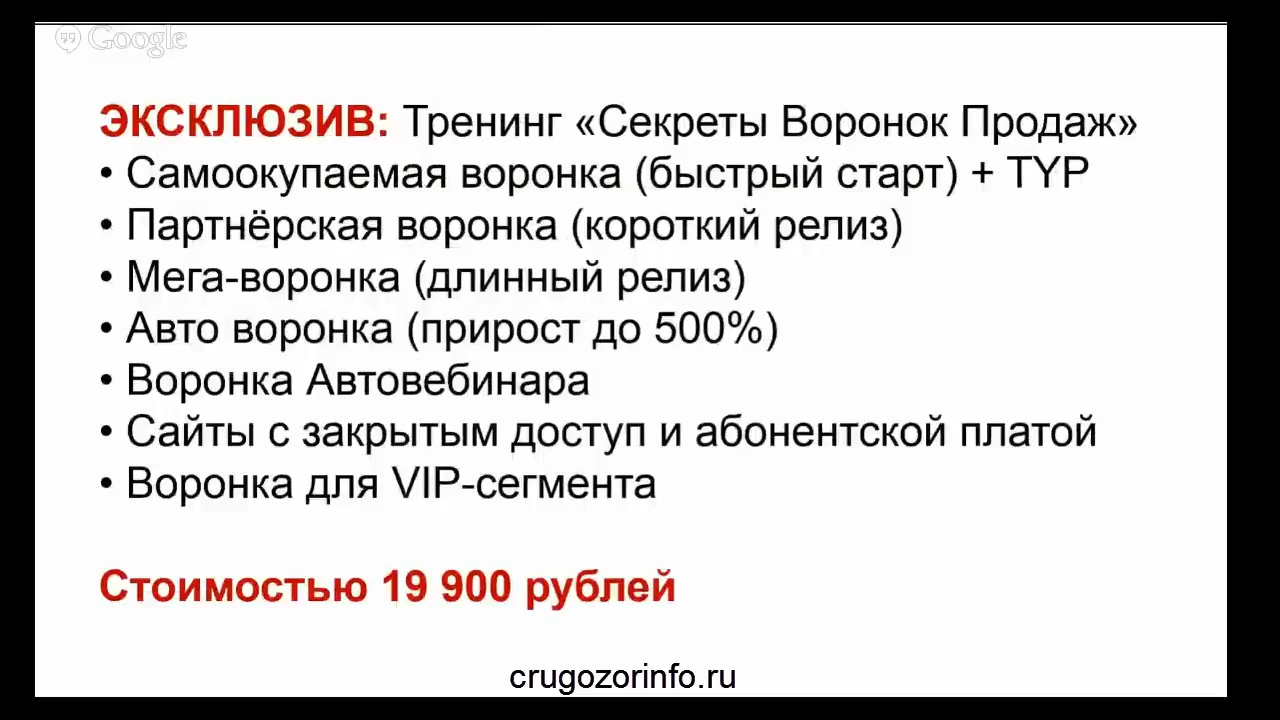 Google
ЭКСКЛЮЗИВ: Тренинг «Секреты Воронок Продаж»
• Самоокупаемая воронка (быстрый старт) + TYP
• Партнёрская воронка (короткий релиз)
• Мега-воронка (длинный релиз)
• Авто воронка (прирост до 500%)
• Воронка Автовебинара
• Сайты с закрытым доступ и абонентской платой
• Воронка для VIP-сегмента
Стоимостью 19 900 рублей
crugozorinfo.ru